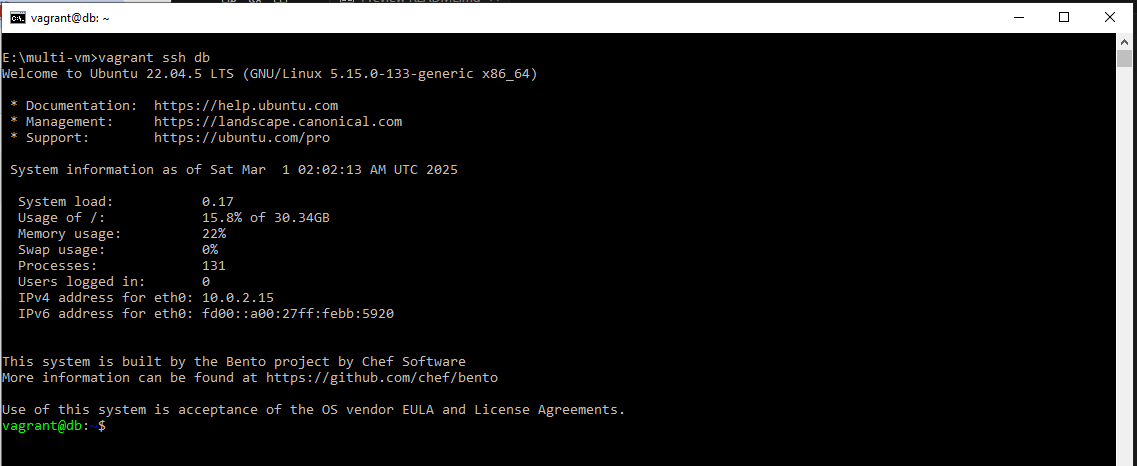 vagrant@db: ~
E:\multi-vm>vagrant ssh db
Welcome to Ubuntu 22.04.5 LTS (GNU/Linux 5.15.0-133-generic x86_64)
* Documentation:  https://help.ubuntu.com
* Management:     https://landscape.canonical.com
* Support:        https://ubuntu.com/pro
System information as of Sat Mar  1 02:02:13 AM UTC 2025
System load:            0.17
Usage of /:             15.8% of 30.34GB
Memory usage:           22%
Swap usage:             0%
Processes:              131
Users logged in:        0
IPv4 address for eth0: 10.0.2.15
IPv6 address for eth0: fd00::a00:27ff:febb:5920
This system is built by the Bento project by Chef Software
More information can be found at https://github.com/chef/bento
Use of this system is acceptance of the OS vendor EULA and License Agreements.
vagrant@db:~$